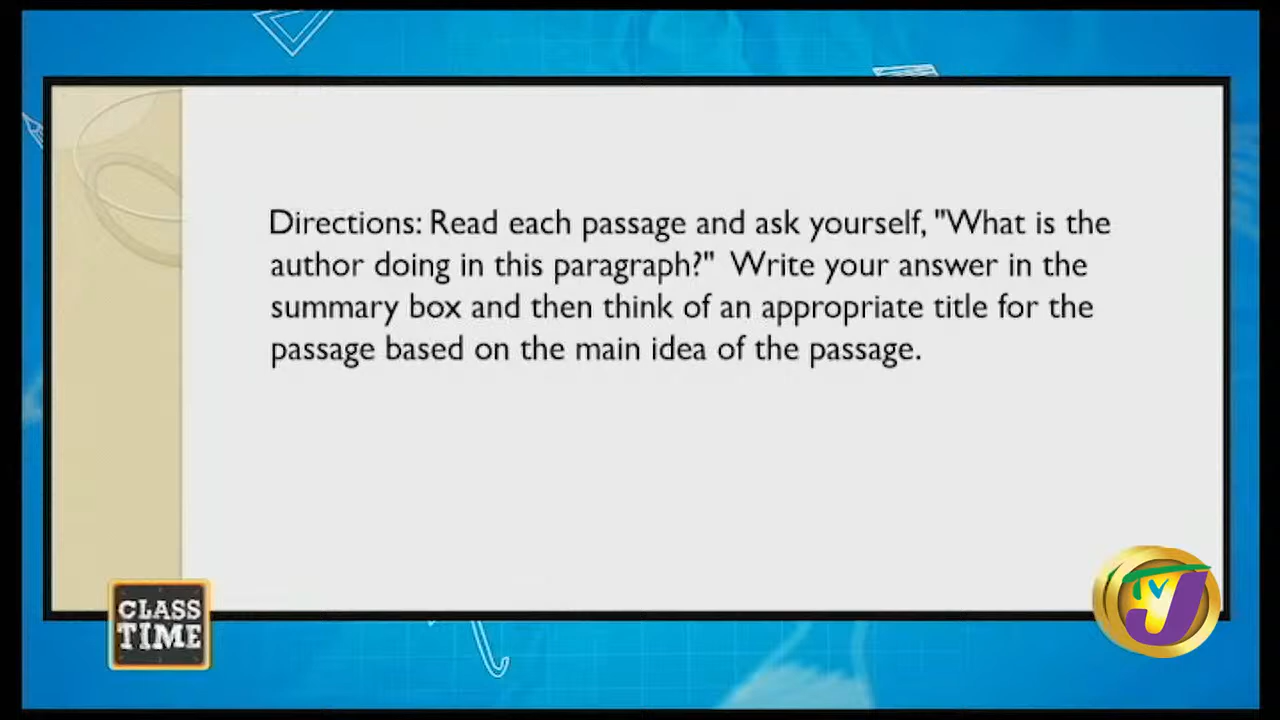 Directions: Read each passage and ask yourself, "What is the
author doing in this paragraph?"  Write your answer in the
summary box and then think of an appropriate title for the
passage based on the main idea of the passage.
CLASS
TIME
TVJ